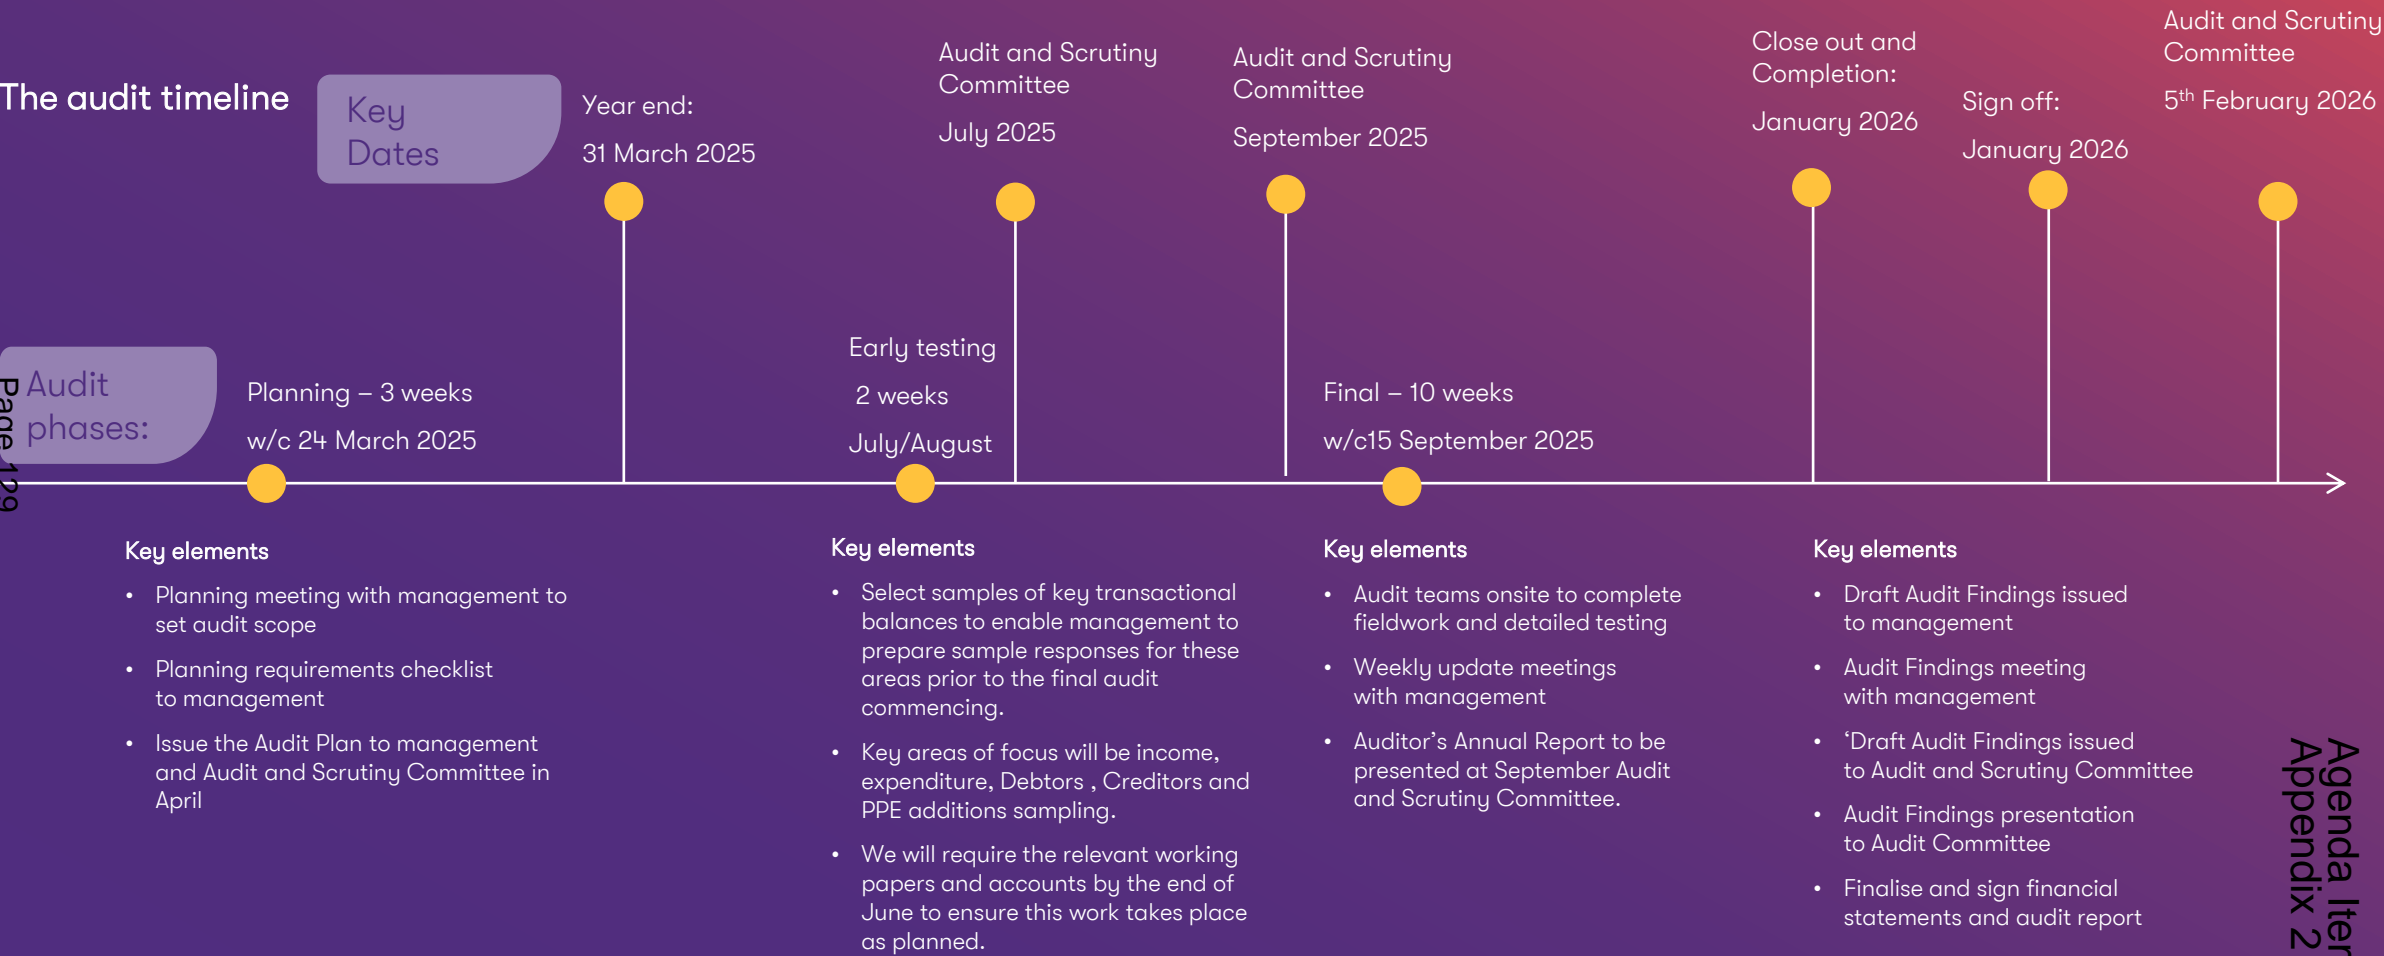 The audit timeline
Key
Dates
Year end:
31 March 2025
Audit and Scrutiny
Committee
July 2025
Audit and Scrutiny
Committee
September 2025
Close out and
Completion:
January 2026
Sign off:
January 2026
Audit and Scrutiny
Committee
5th February 2026
Page 129
Audit
phases:
Planning – 3 weeks
w/c 24 March 2025
Early testing
2 weeks
July/August
Final – 10 weeks
w/c15 September 2025
Key elements
• Planning meeting with management to
set audit scope
• Planning requirements checklist
to management
• Issue the Audit Plan to management
and Audit and Scrutiny Committee in
April
Key elements
• Select samples of key transactional
balances to enable management to
prepare sample responses for these
areas prior to the final audit
commencing.
• Key areas of focus will be income,
expenditure, Debtors , Creditors and
PPE additions sampling.
• We will require the relevant working
papers and accounts by the end of
June to ensure this work takes place
as planned.
Key elements
• Audit teams onsite to complete
fieldwork and detailed testing
• Weekly update meetings
with management
• Auditor’s Annual Report to be
presented at September Audit
and Scrutiny Committee.
Key elements
• Draft Audit Findings issued
to management
• Audit Findings meeting
with management
• ‘Draft Audit Findings issued
to Audit and Scrutiny Committee
• Audit Findings presentation
to Audit Committee
• Finalise and sign financial
statements and audit report
Agenda
Appendix 2